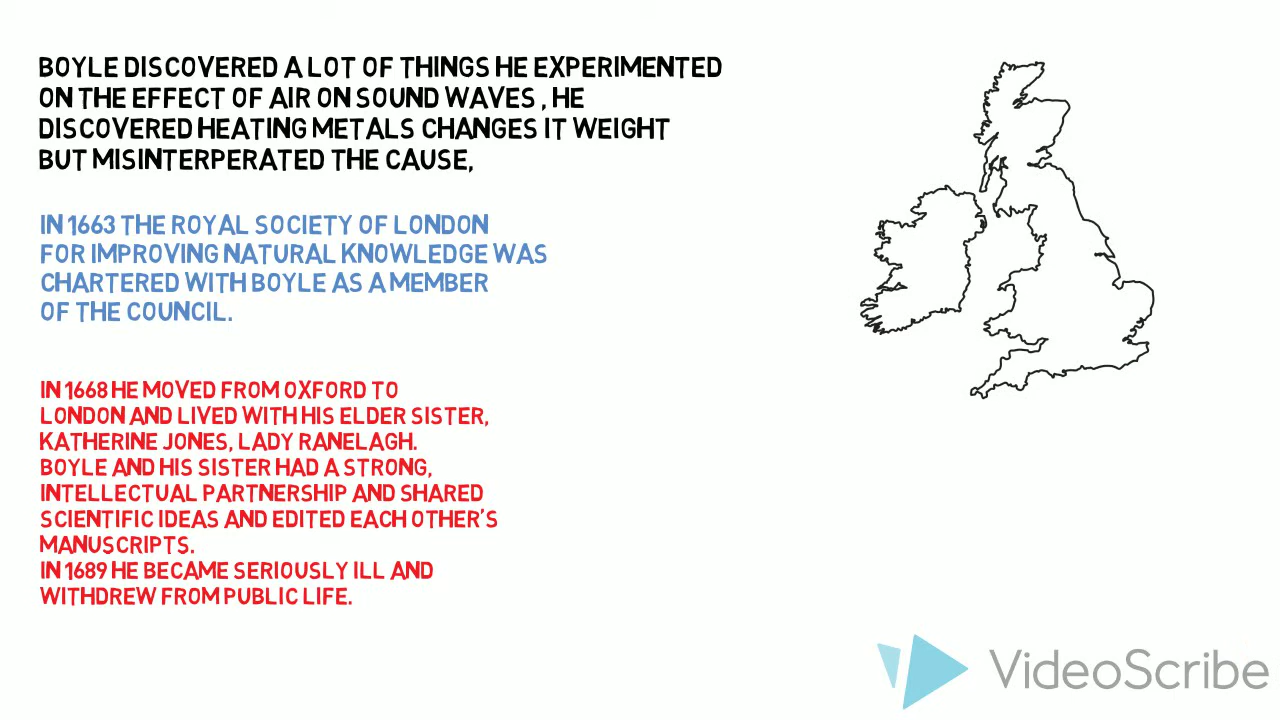 BOYLE DISCOVERED A LOT OF THINGS HE EXPERIMENTED
ON THE EFFECT OF AIR ON SOUND WAVES , HE
DISCOVERED HEATING METALS CHANGES IT WEIGHT
BUT MISINTERPERATED THE CAUSE,
IN 1663 THE ROYAL SOCIETY OF LONDON
FOR IMPROVING NATURAL KNOWLEDGE WAS
CHARTERED WITH BOYLE AS A MEMBER
OF THE COUNCIL.
IN 1668 HE MOVED FROM OXFORD TO
LONDON AND LIVED WITH HIS ELDER SISTER,
KATHERINE JONES, LADY RANELAGH.
BOYLE AND HIS SISTER HAD A STRONG,
INTELLECTUAL PARTNERSHIP AND SHARED
SCIENTIFIC IDEAS AND EDITED EACH OTHER'S
MANUSCRIPTS.
IN 1689 HE BECAME SERIOUSLY ILL AND
WITHDREW FROM PUBLIC LIFE.
VideoScribe